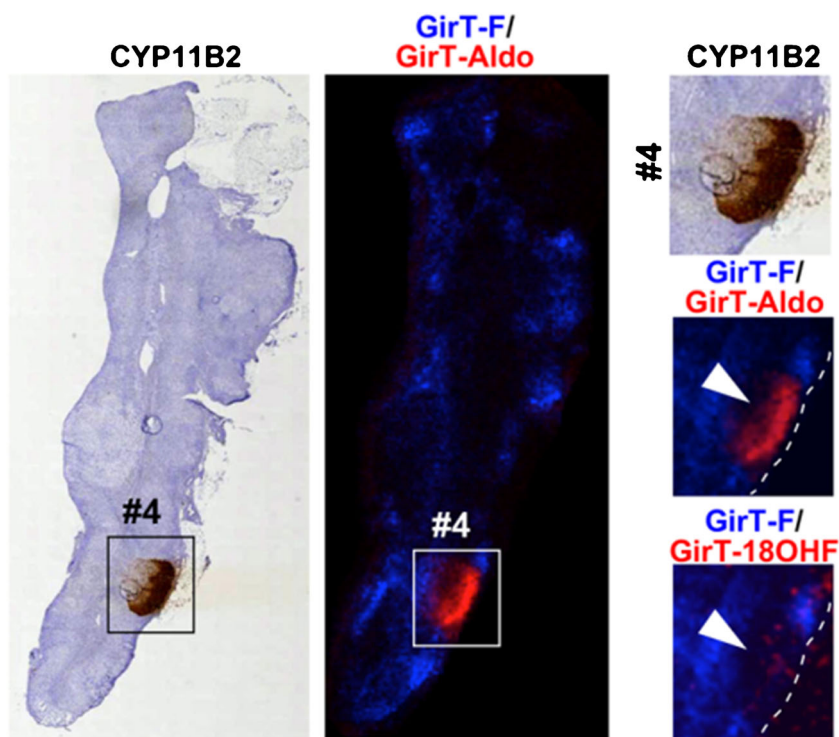 CYP11B2
#4
GirT-F/
GirT-Aldo
#4
CYP11B2
#4
GirT-F/
GirT-Aldo
GirT-F/
GirT-18OHF